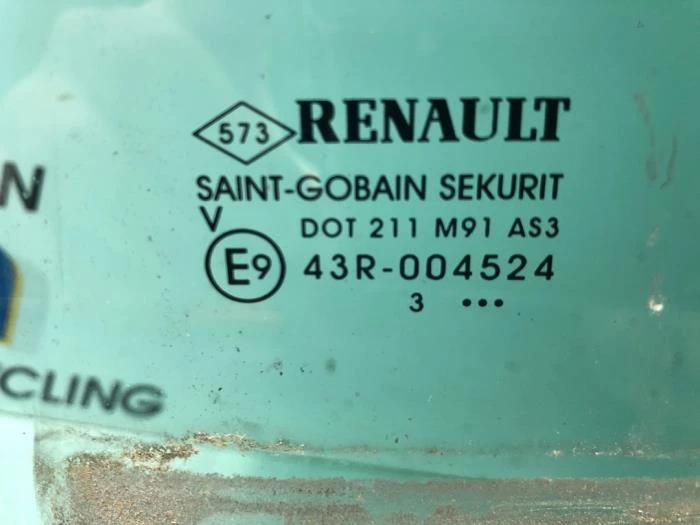 573 RENAULT
SAINT-GOBAIN SEKURIT
V DOT 211 M91 AS3
E9 43R-004524
3 •••
N
CLING